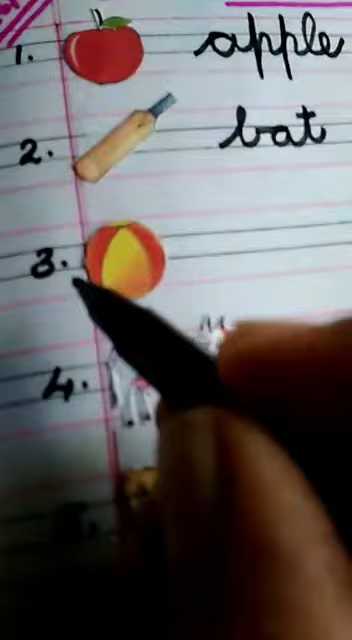 1. apple
2. bat
3.
4.